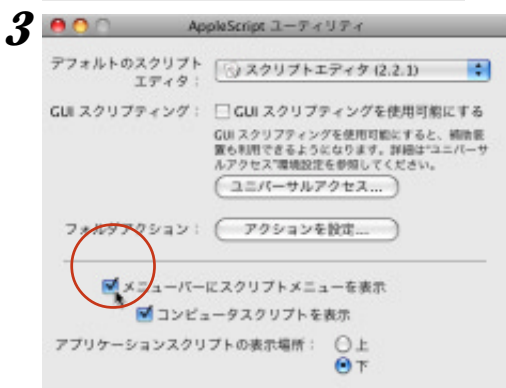 3
AppleScript ユーティリティ
デフォルトのスクリプト
エディタ：
スクリプトエディタ (2.2.1)
GUI スクリプティング：
GUI スクリプティングを使用可能にする
GUI スクリプティングを使用可能にすると、補助装
置も利用できるようになります。詳細は"ユニバーサ
ルアクセス"環境設定を参照してください。
ユニバーサルアクセス...
フォルダアクション：
アクションを設定...
メニューバーにスクリプトメニューを表示
コンピュータスクリプトを表示
アプリケーションスクリプトの表示場所：
上
下